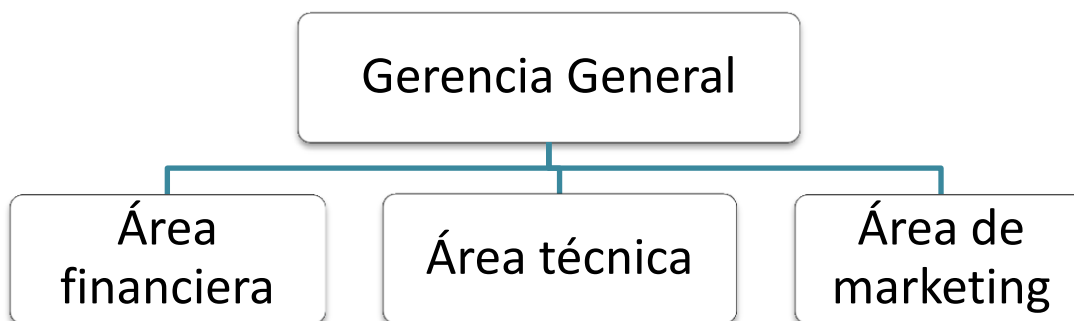 Gerencia General
Área
financiera
Área técnica
Área de
marketing